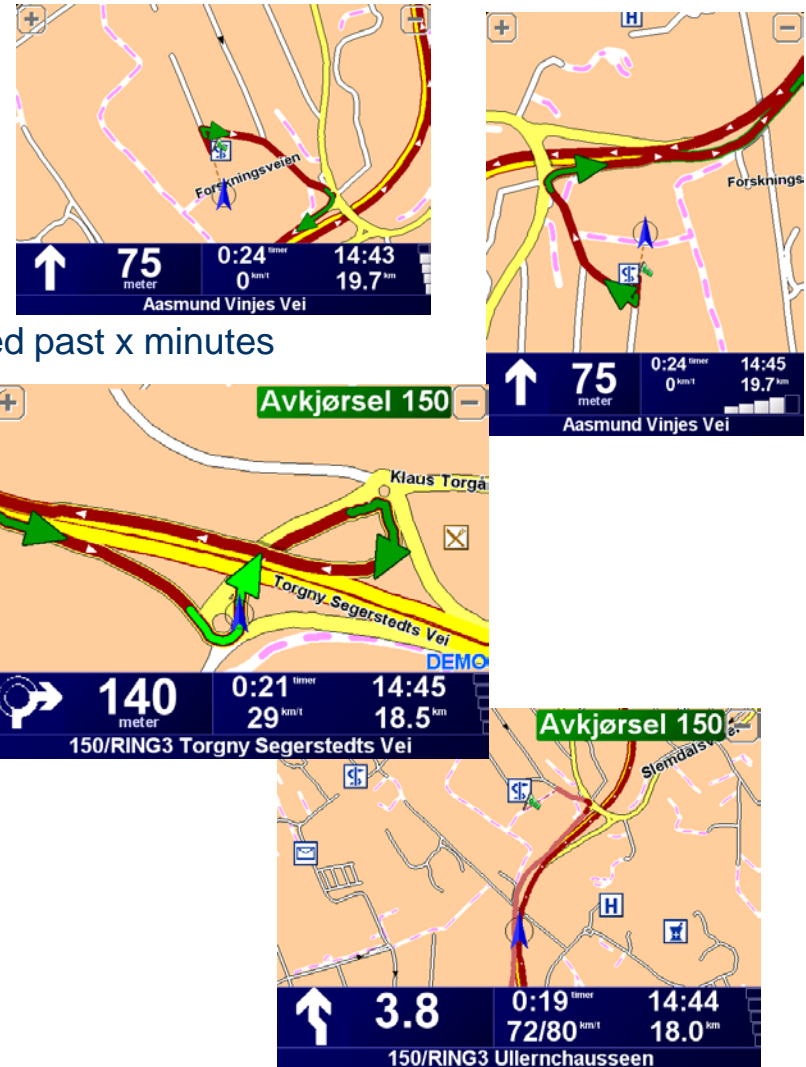 +
−
Forskningsveien
75
meter
0:24 timer
14:43
0 km/t
19.7 km
Aasmund Vinjes Vei
H
+
−
Forsknings
75
meter
0:24 timer
14:45
0 km/t
19.7 km
Aasmund Vinjes Vei
ed past x minutes
+
Avkjørsel 150
−
Klaus Torgå
Torgny Segerstedts Vei
DEMO
140
meter
0:21 timer
14:45
29 km/t
18.5 km
150/RING3 Torgny Segerstedts Vei
Avkjørsel 150
−
H
3.8
0:19 timer
14:44
72/80 km/t
18.0 km
150/RING3 Ullernchausseen